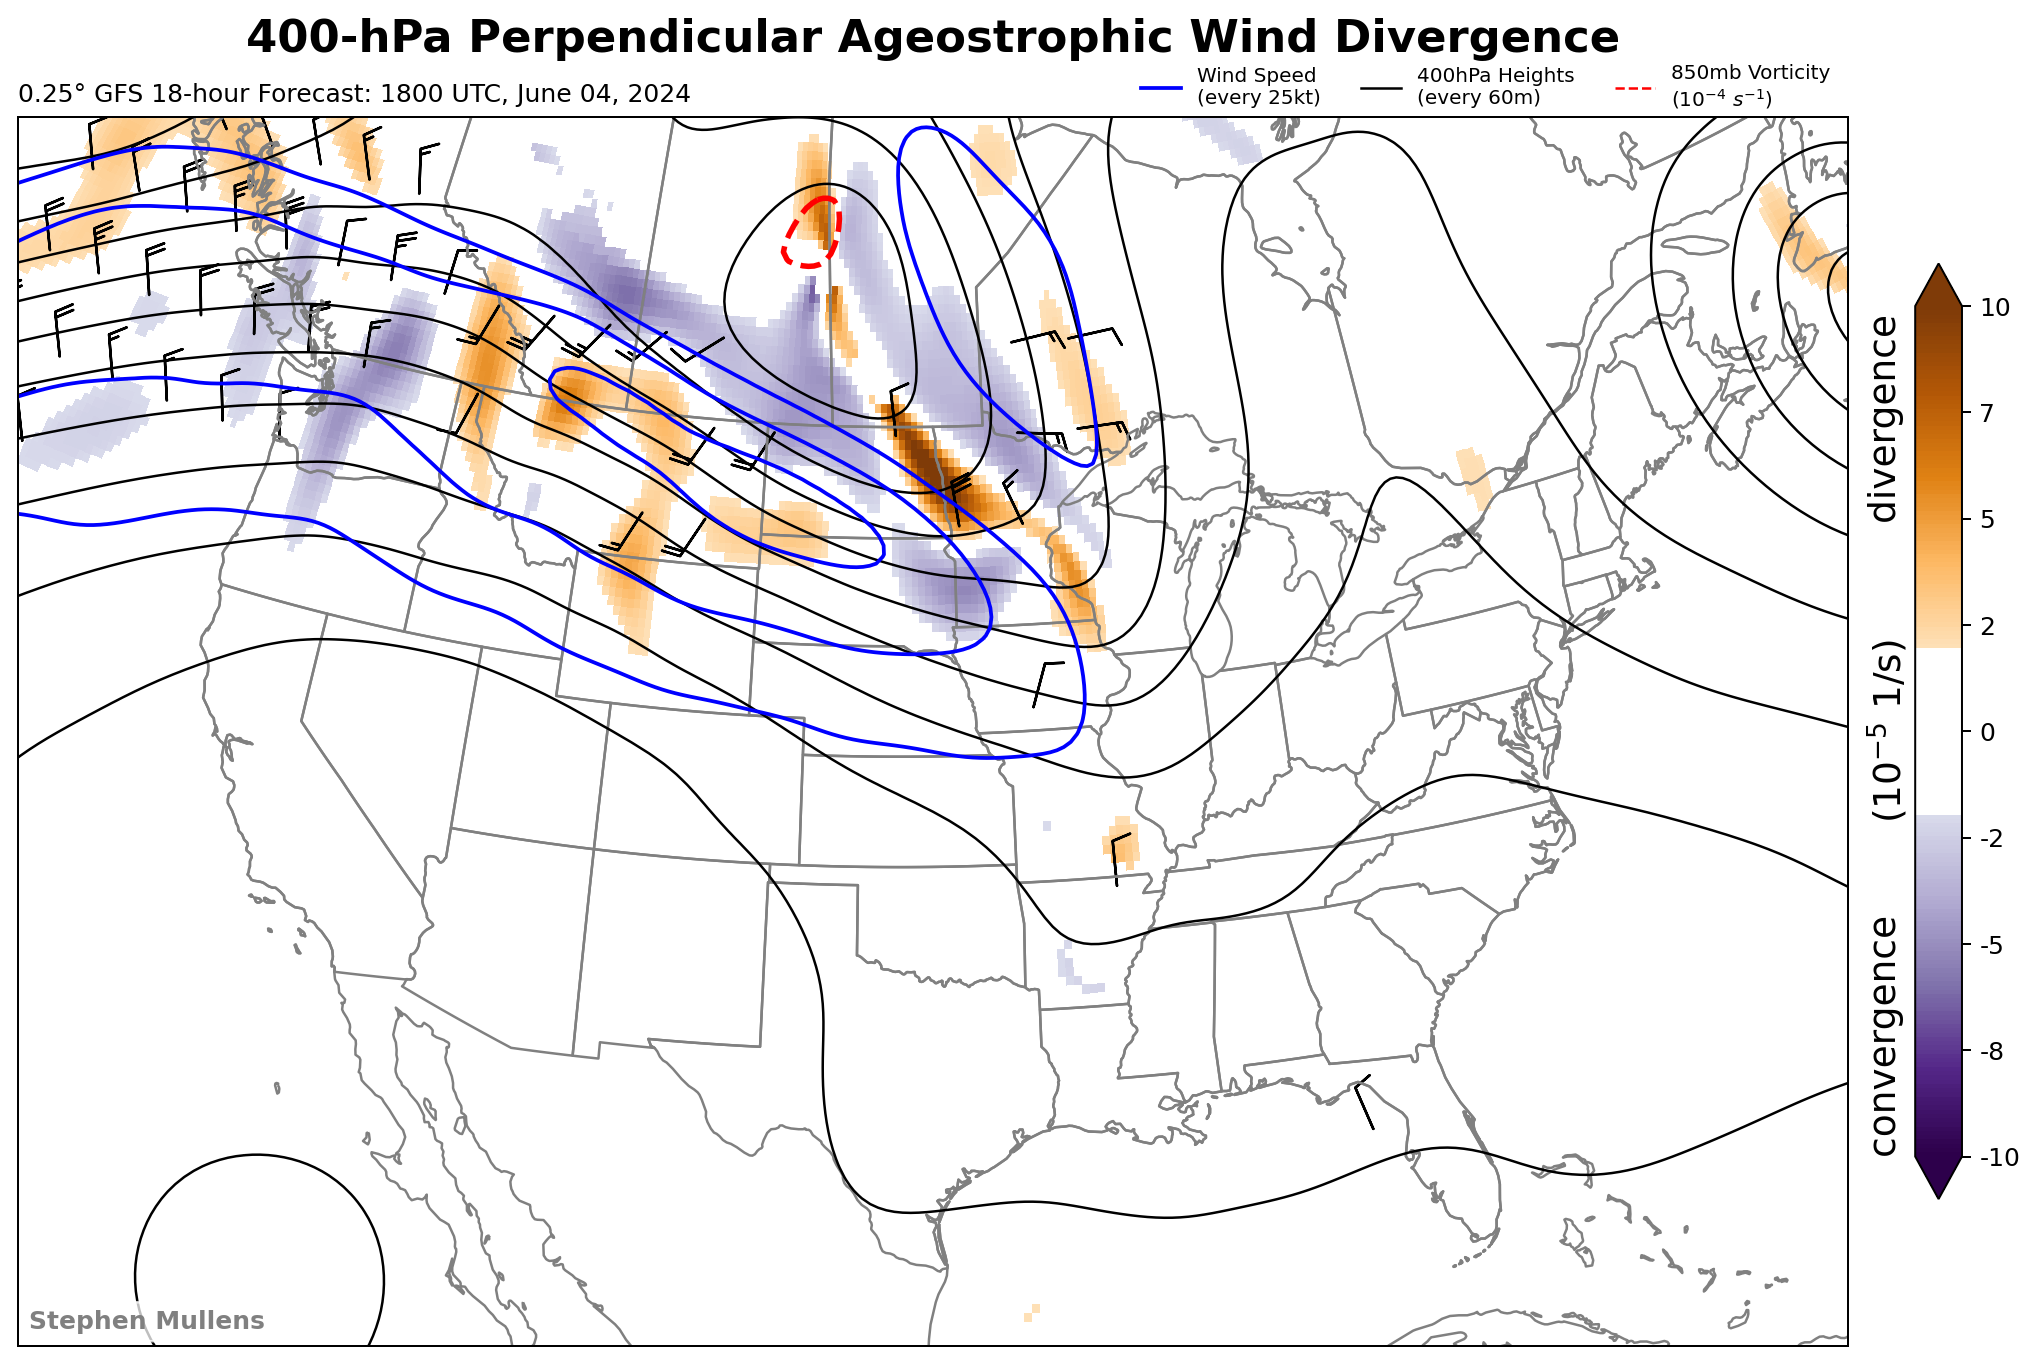 400-hPa Perpendicular Ageostrophic Wind Divergence
0.25° GFS 18-hour Forecast: 1800 UTC, June 04, 2024
Wind Speed
(every 25kt)
400hPa Heights
(every 60m)
850mb Vorticity
(10⁻⁴ s⁻¹)
10
7
5
2
0
-2
-5
-8
-10
convergence (10⁻⁵ 1/s) divergence
Stephen Mullens